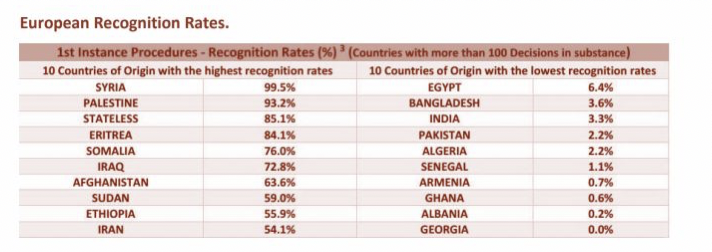 European Recognition Rates.
1st Instance Procedures - Recognition Rates (%) ³ (Countries with more than 100 Decisions in substance)
10 Countries of Origin with the highest recognition rates 10 Countries of Origin with the lowest recognition rates
SYRIA 99.5% EGYPT 6.4%
PALESTINE 93.2% BANGLADESH 3.6%
STATELESS 85.1% INDIA 3.3%
ERITREA 84.1% PAKISTAN 2.2%
SOMALIA 76.0% ALGERIA 2.2%
IRAQ 72.8% SENEGAL 1.1%
AFGHANISTAN 63.6% ARMENIA 0.7%
SUDAN 59.0% GHANA 0.6%
ETHIOPIA 55.9% ALBANIA 0.2%
IRAN 54.1% GEORGIA 0.0%